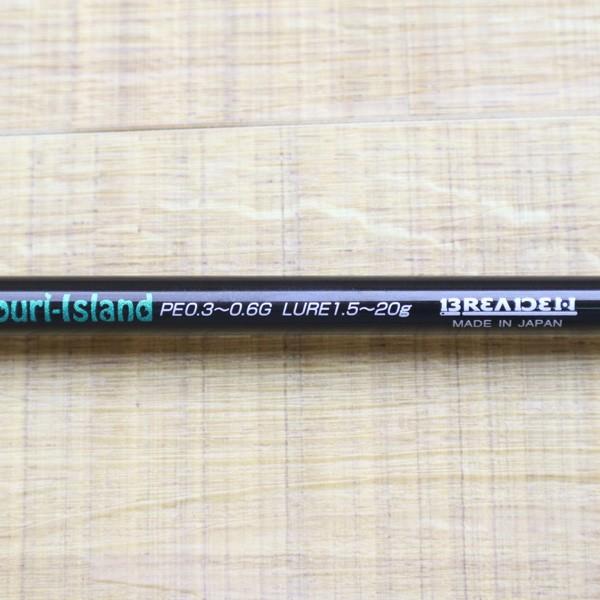 ouri-Island PE0.3～0.6G LURE1.5～20g BREADEN
MADE IN JAPAN